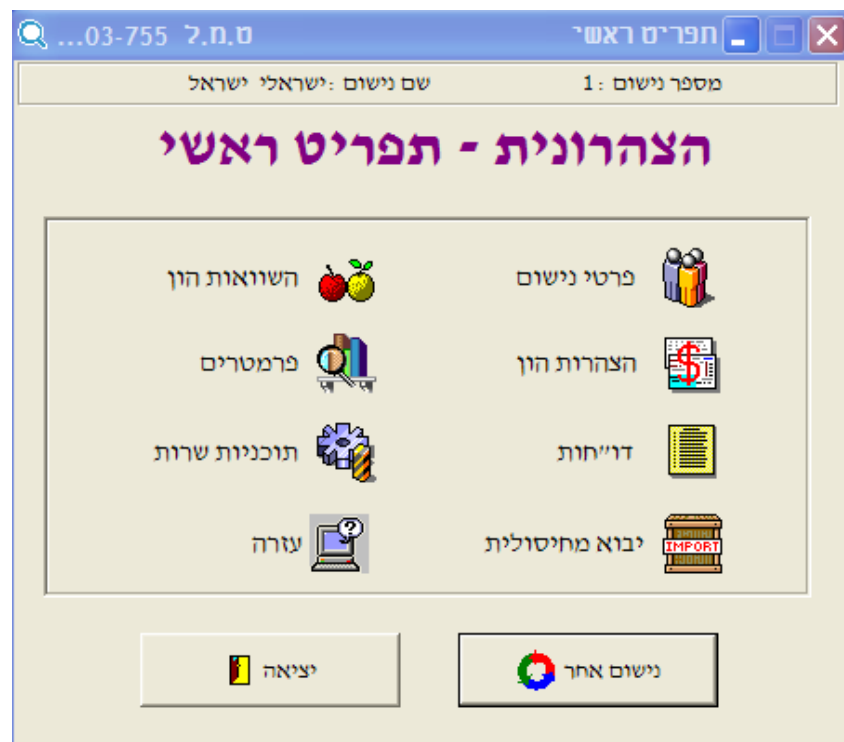 תפריט ראשי ט.מ.ל 03-755...
מספר נישום :1 שם נישום :ישראלי ישראל
הצהרונית - תפריט ראשי
פרטי נישום השוואות הון
הצהרות הון פרמטרים
דו״חות תוכניות שרות
יבוא מחיסולית IMPORT עזרה
נישום אחר יציאה